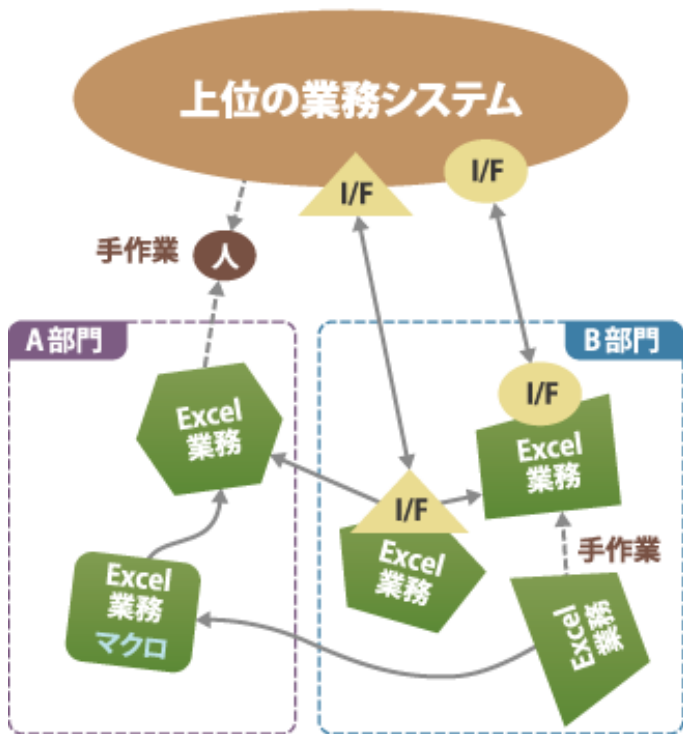 上位の業務システム
I/F
I/F
手作業
人
A部門
B部門
Excel
業務
I/F
Excel
業務
I/F
Excel
業務
手作業
Excel
業務
マクロ
Excel
業務